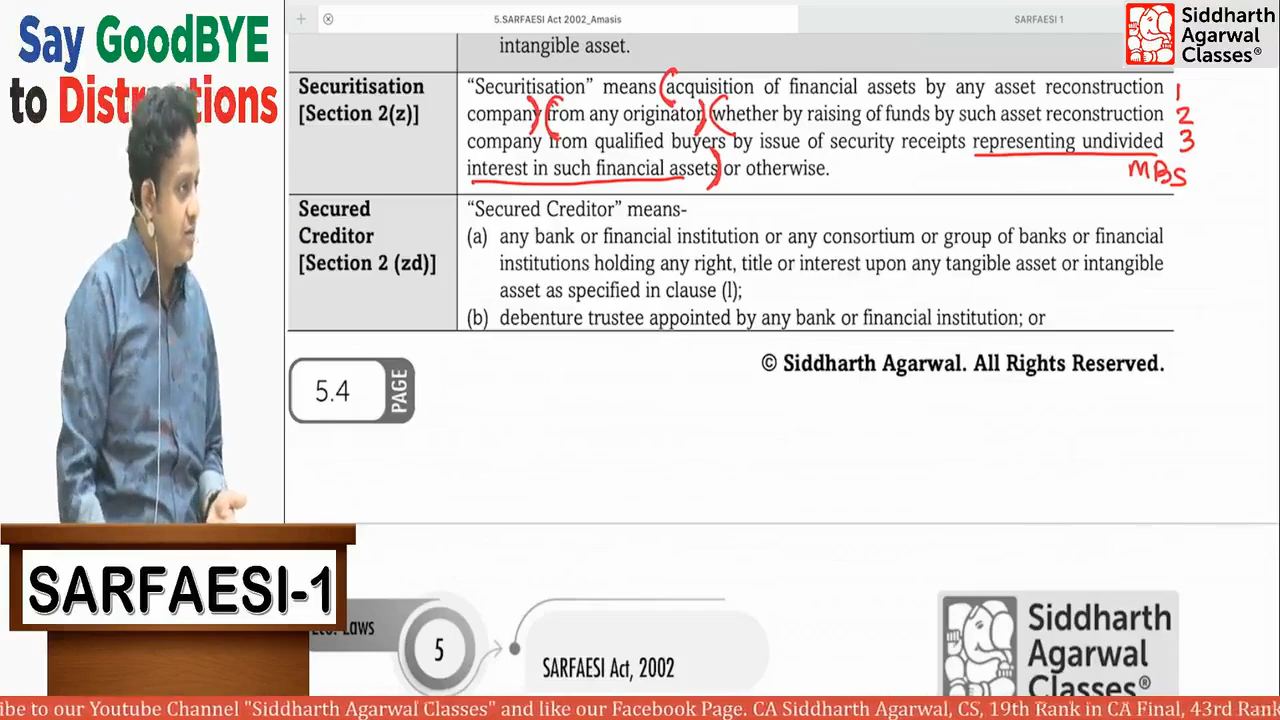 Say GoodBYE
to Distr ctions
5.SARFAESI Act 2002_Amasis
SARFAESI 1
Siddharth
Agarwal
Classes®
intangible asset.
Securitisation
[Section 2(z)]
“Securitisation” means acquisition of financial assets by any asset reconstruction
company from any originator, whether by raising of funds by such asset reconstruction
company from qualified buyers by issue of security receipts representing undivided
interest in such financial assets or otherwise.
1
2
3
MBS
Secured
Creditor
[Section 2 (zd)]
“Secured Creditor” means-
(a) any bank or financial institution or any consortium or group of banks or financial
institutions holding any right, title or interest upon any tangible asset or intangible
asset as specified in clause (l);
(b) debenture trustee appointed by any bank or financial institution; or
5.4
PAGE
© Siddharth Agarwal. All Rights Reserved.
SARFAESI-1
Laws
5
SARFAESI Act, 2002
Siddharth
Agarwal
Classes®
ibe to our Youtube Channel "Siddharth Agarwal Classes" and like our Facebook Page. CA Siddharth Agarwal, CS, 19th Rank in CA Final, 43rd Rank